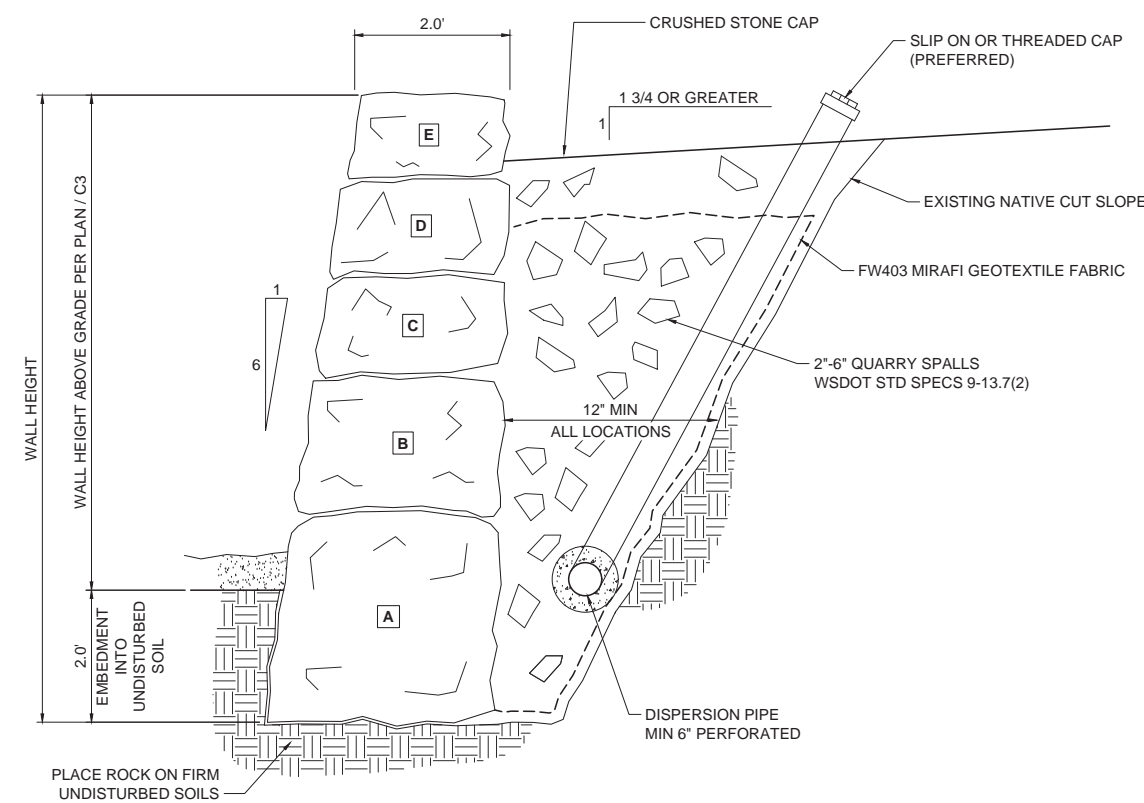 2.0'
CRUSHED STONE CAP
SLIP ON OR THREADED CAP
(PREFERRED)
1 3/4 OR GREATER
1
E
D
EXISTING NATIVE CUT SLOPE
FW403 MIRAFI GEOTEXTILE FABRIC
WALL HEIGHT
WALL HEIGHT ABOVE GRADE PER PLAN / C3
1
6
C
2"-6" QUARRY SPALLS
WSDOT STD SPECS 9-13.7(2)
12" MIN
ALL LOCATIONS
B
A
2.0'
EMBEDMENT
INTO
UNDISTURBED
SOIL
DISPERSION PIPE
MIN 6" PERFORATED
PLACE ROCK ON FIRM
UNDISTURBED SOILS